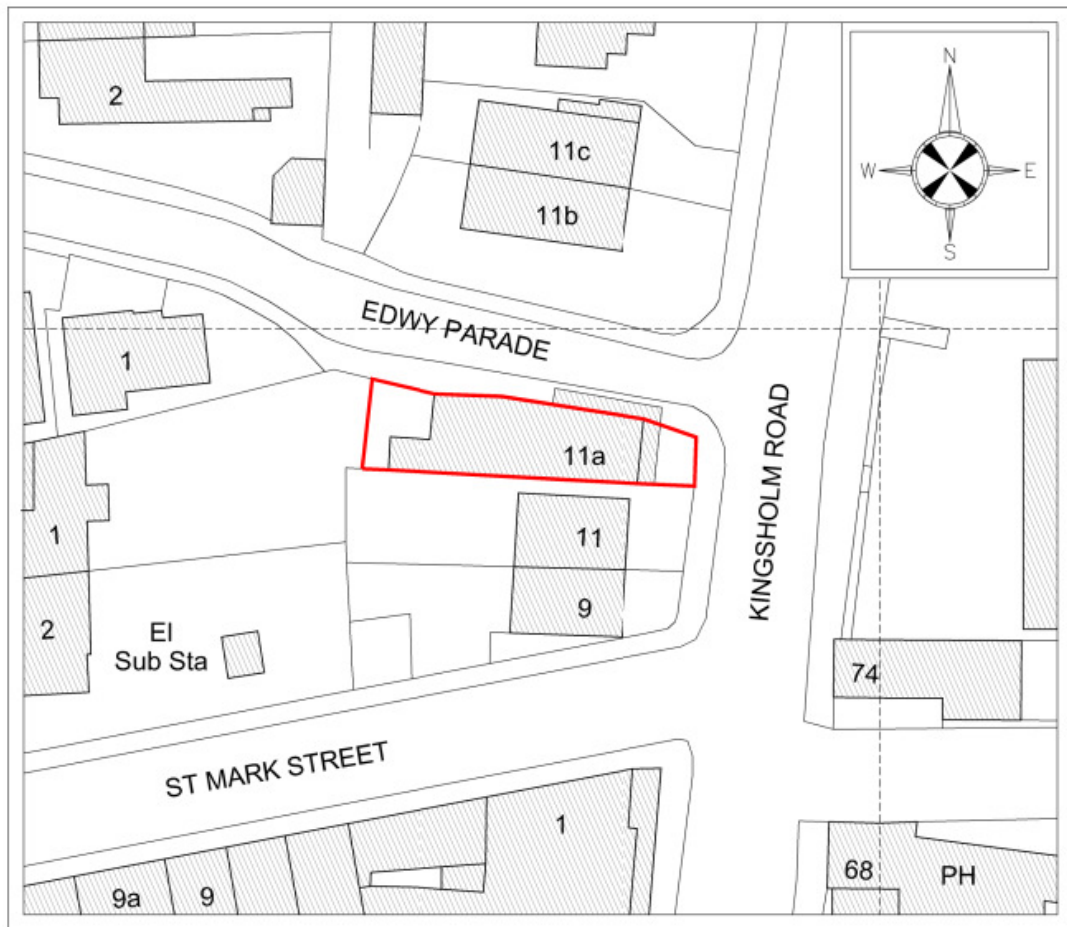 2
11c
11b
N
W
E
S
EDWY PARADE
1
11a
KINGSHOLM ROAD
11
9
1
2
El
Sub Sta
74
ST MARK STREET
1
68
PH
9a
9